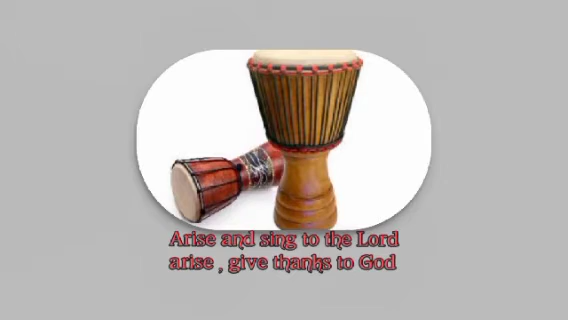 Arise and sing to the Lord
arise , give thanks to God